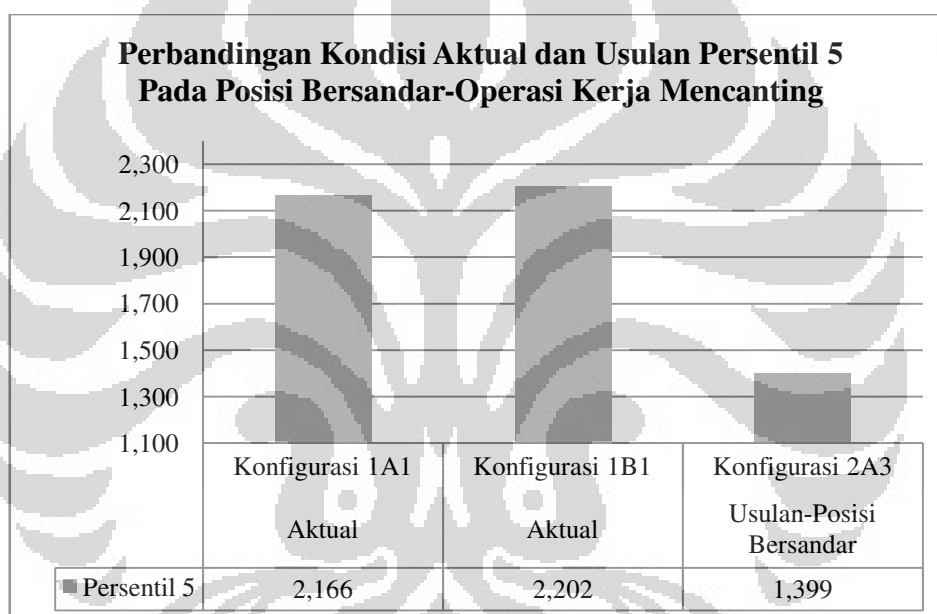 Perbandingan Kondisi Aktual dan Usulan Persentil 5
Pada Posisi Bersandar-Operasi Kerja Mencanting
2,300
2,100
1,900
1,700
1,500
1,300
1,100
Konfigurasi 1A1 Konfigurasi 1B1 Konfigurasi 2A3
Aktual Aktual Usulan-Posisi
Bersandar
Persentil 5 2,166 2,202 1,399